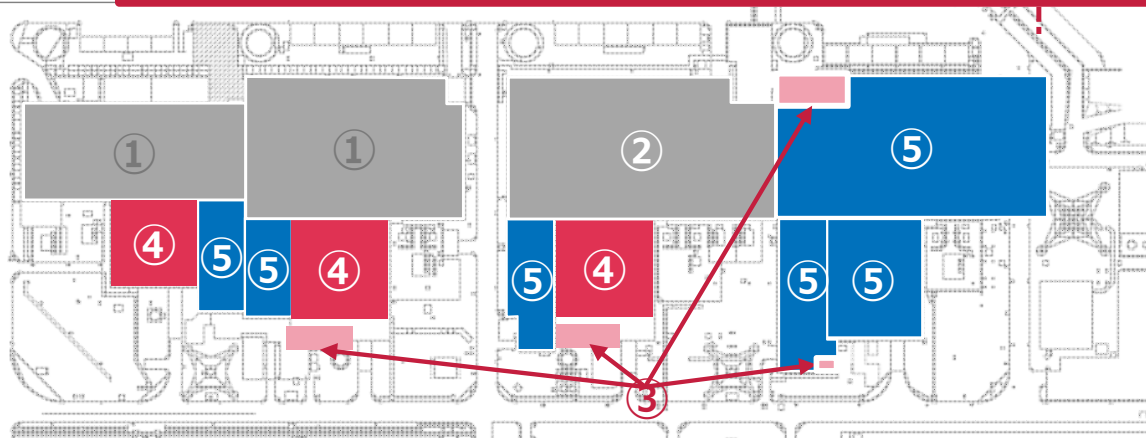 ① ① ② ⑤
④ ⑤ ⑤ ④ ⑤ ④ ⑤ ⑤
③